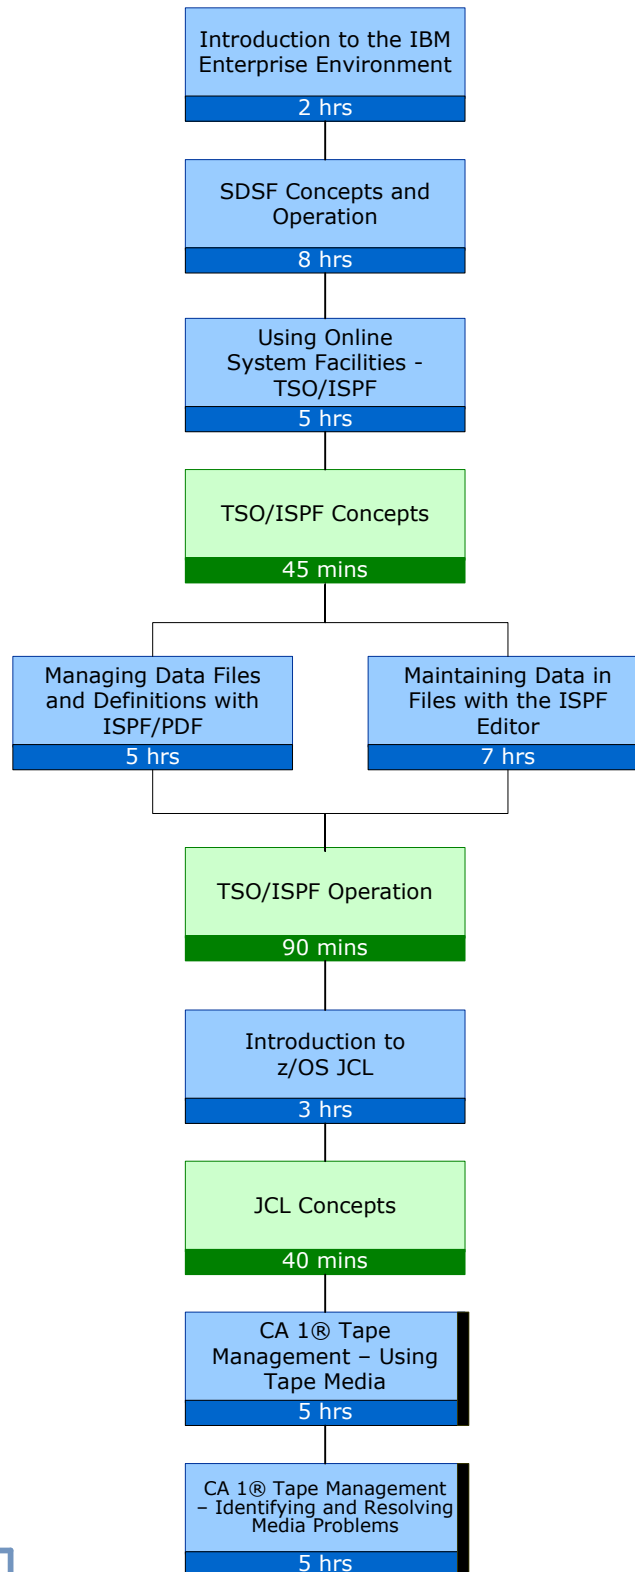 Introduction to the IBM
Enterprise Environment
2 hrs
SDSF Concepts and
Operation
8 hrs
Using Online
System Facilities -
TSO/ISPF
5 hrs
TSO/ISPF Concepts
45 mins
Managing Data Files
and Definitions with
ISPF/PDF
5 hrs
Maintaining Data in
Files with the ISPF
Editor
7 hrs
TSO/ISPF Operation
90 mins
Introduction to
z/OS JCL
3 hrs
JCL Concepts
40 mins
CA 1® Tape
Management – Using
Tape Media
5 hrs
CA 1® Tape Management
– Identifying and Resolving
Media Problems
5 hrs